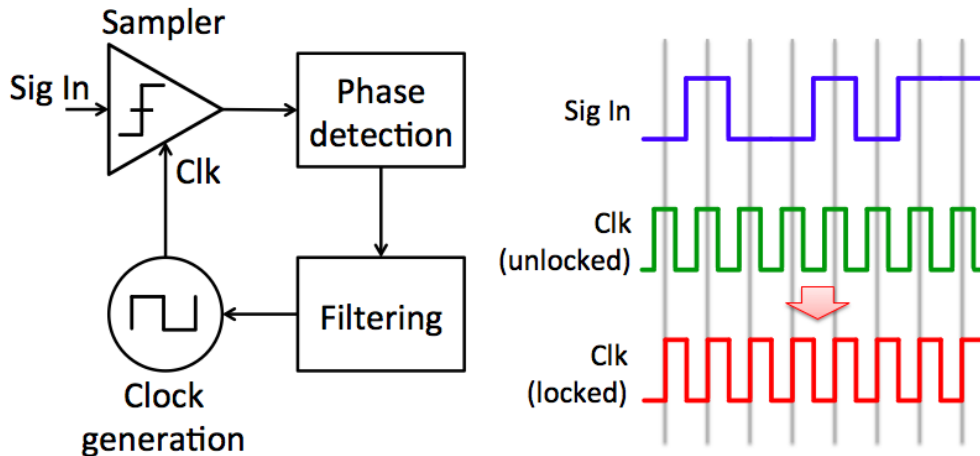 Sampler
Sig In
Clk
Phase
detection
Filtering
Clock
generation
Sig In
Clk
(unlocked)
Clk
(locked)